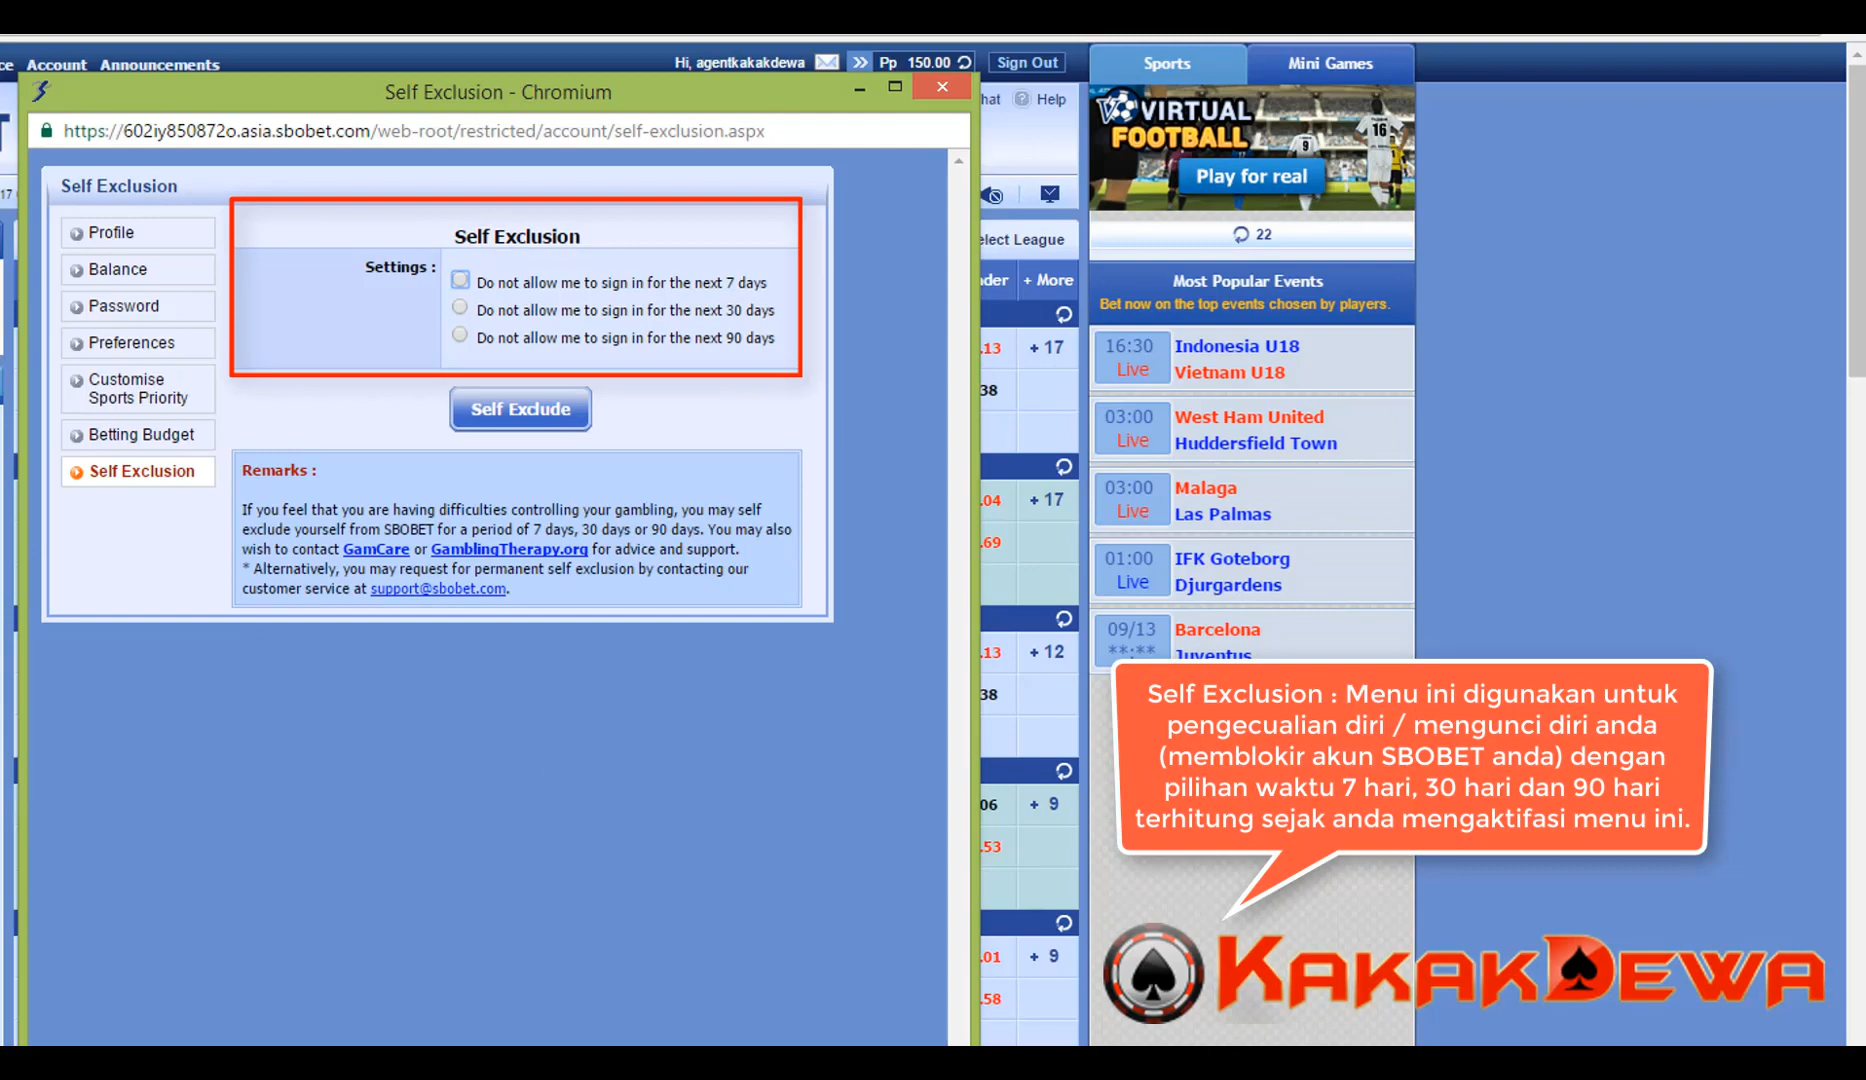 ce Account Announcements
Hi, agentkakakdewa
Pp 150.00
Sign Out
Self Exclusion - Chromium
https://602iy850872o.asia.sbobet.com/web-root/restricted/account/self-exclusion.aspx
Self Exclusion
Profile
Balance
Password
Preferences
Customise
Sports Priority
Betting Budget
Self Exclusion
Self Exclusion
Settings :
Do not allow me to sign in for the next 7 days
Do not allow me to sign in for the next 30 days
Do not allow me to sign in for the next 90 days
Self Exclude
Remarks :
If you feel that you are having difficulties controlling your gambling, you may self
exclude yourself from SBOBET for a period of 7 days, 30 days or 90 days. You may also
wish to contact GamCare or GamblingTherapy.org for advice and support.
* Alternatively, you may request for permanent self exclusion by contacting our
customer service at support@sbobet.com.
17
hat Help
elect League
der + More
.13 + 17
38
.04 + 17
.69
.13 + 12
38
06 + 9
.53
.01 + 9
.58
Sports
Mini Games
VIRTUAL
FOOTBALL
16
9
Play for real
22
Most Popular Events
Bet now on the top events chosen by players.
16:30 Indonesia U18
Live Vietnam U18
03:00 West Ham United
Live Huddersfield Town
03:00 Malaga
Live Las Palmas
01:00 IFK Goteborg
Live Djurgardens
09/13 Barcelona
**:** Juventus
Self Exclusion : Menu ini digunakan untuk
pengecualian diri / mengunci diri anda
(memblokir akun SBOBET anda) dengan
pilihan waktu 7 hari, 30 hari dan 90 hari
terhitung sejak anda mengaktifasi menu ini.
KAKAKDEWA